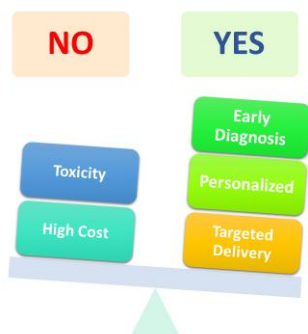 NO
YES
Toxicity
High Cost
Early
Diagnosis
Personalized
Targeted
Delivery